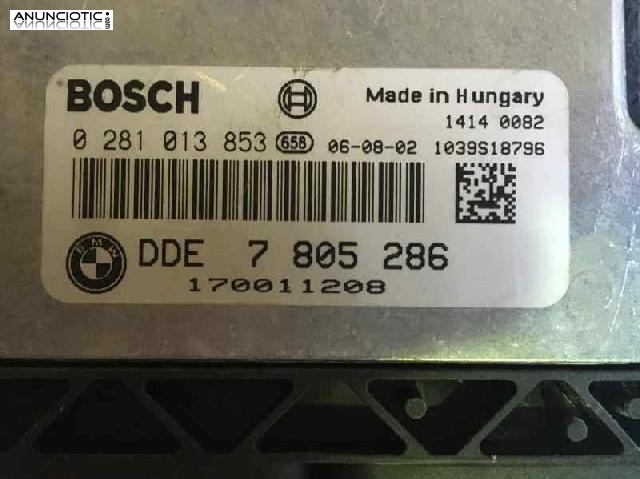 ANUNCIOTIC.com
BOSCH
Made in Hungary
1414 0082
0 281 013 853 658 06-08-02 1039S18796
BMW
DDE 7 805 286
170011208